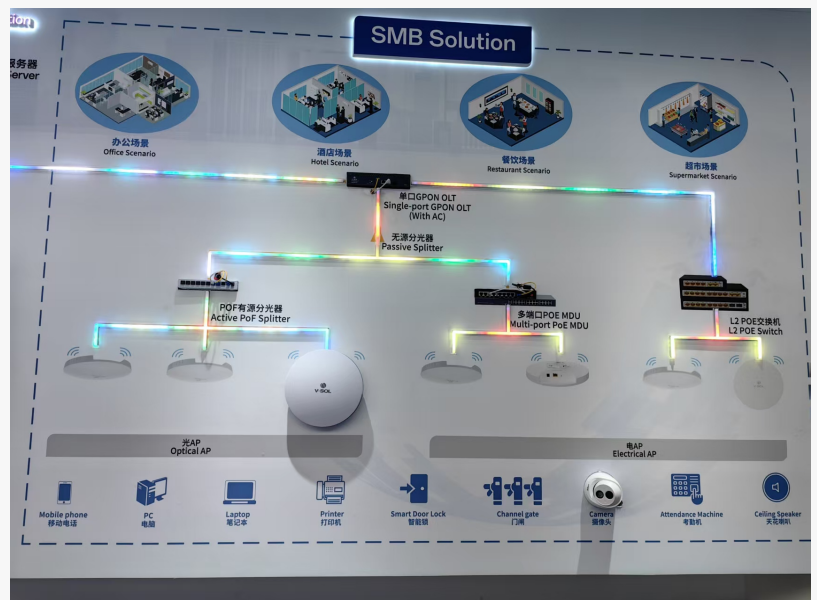 tion
SMB Solution
服务器
Server
办公场景
Office Scenario
酒店场景
Hotel Scenario
餐饮场景
Restaurant Scenario
超市场景
Supermarket Scenario
单口GPON OLT
Single-port GPON OLT
(With AC)
无源分光器
Passive Splitter
POF有源分光器
Active PoF Splitter
多端口POE MDU
Multi-port PoE MDU
L2 POE交换机
L2 POE Switch
V-SOL
光AP
Optical AP
电AP
Electrical AP
Mobile phone
移动电话
PC
电脑
Laptop
笔记本
Printer
打印机
Smart Door Lock
智能锁
Channel gate
门闸
Camera
摄像头
Attendance Machine
考勤机
Ceiling Speaker
天花喇叭